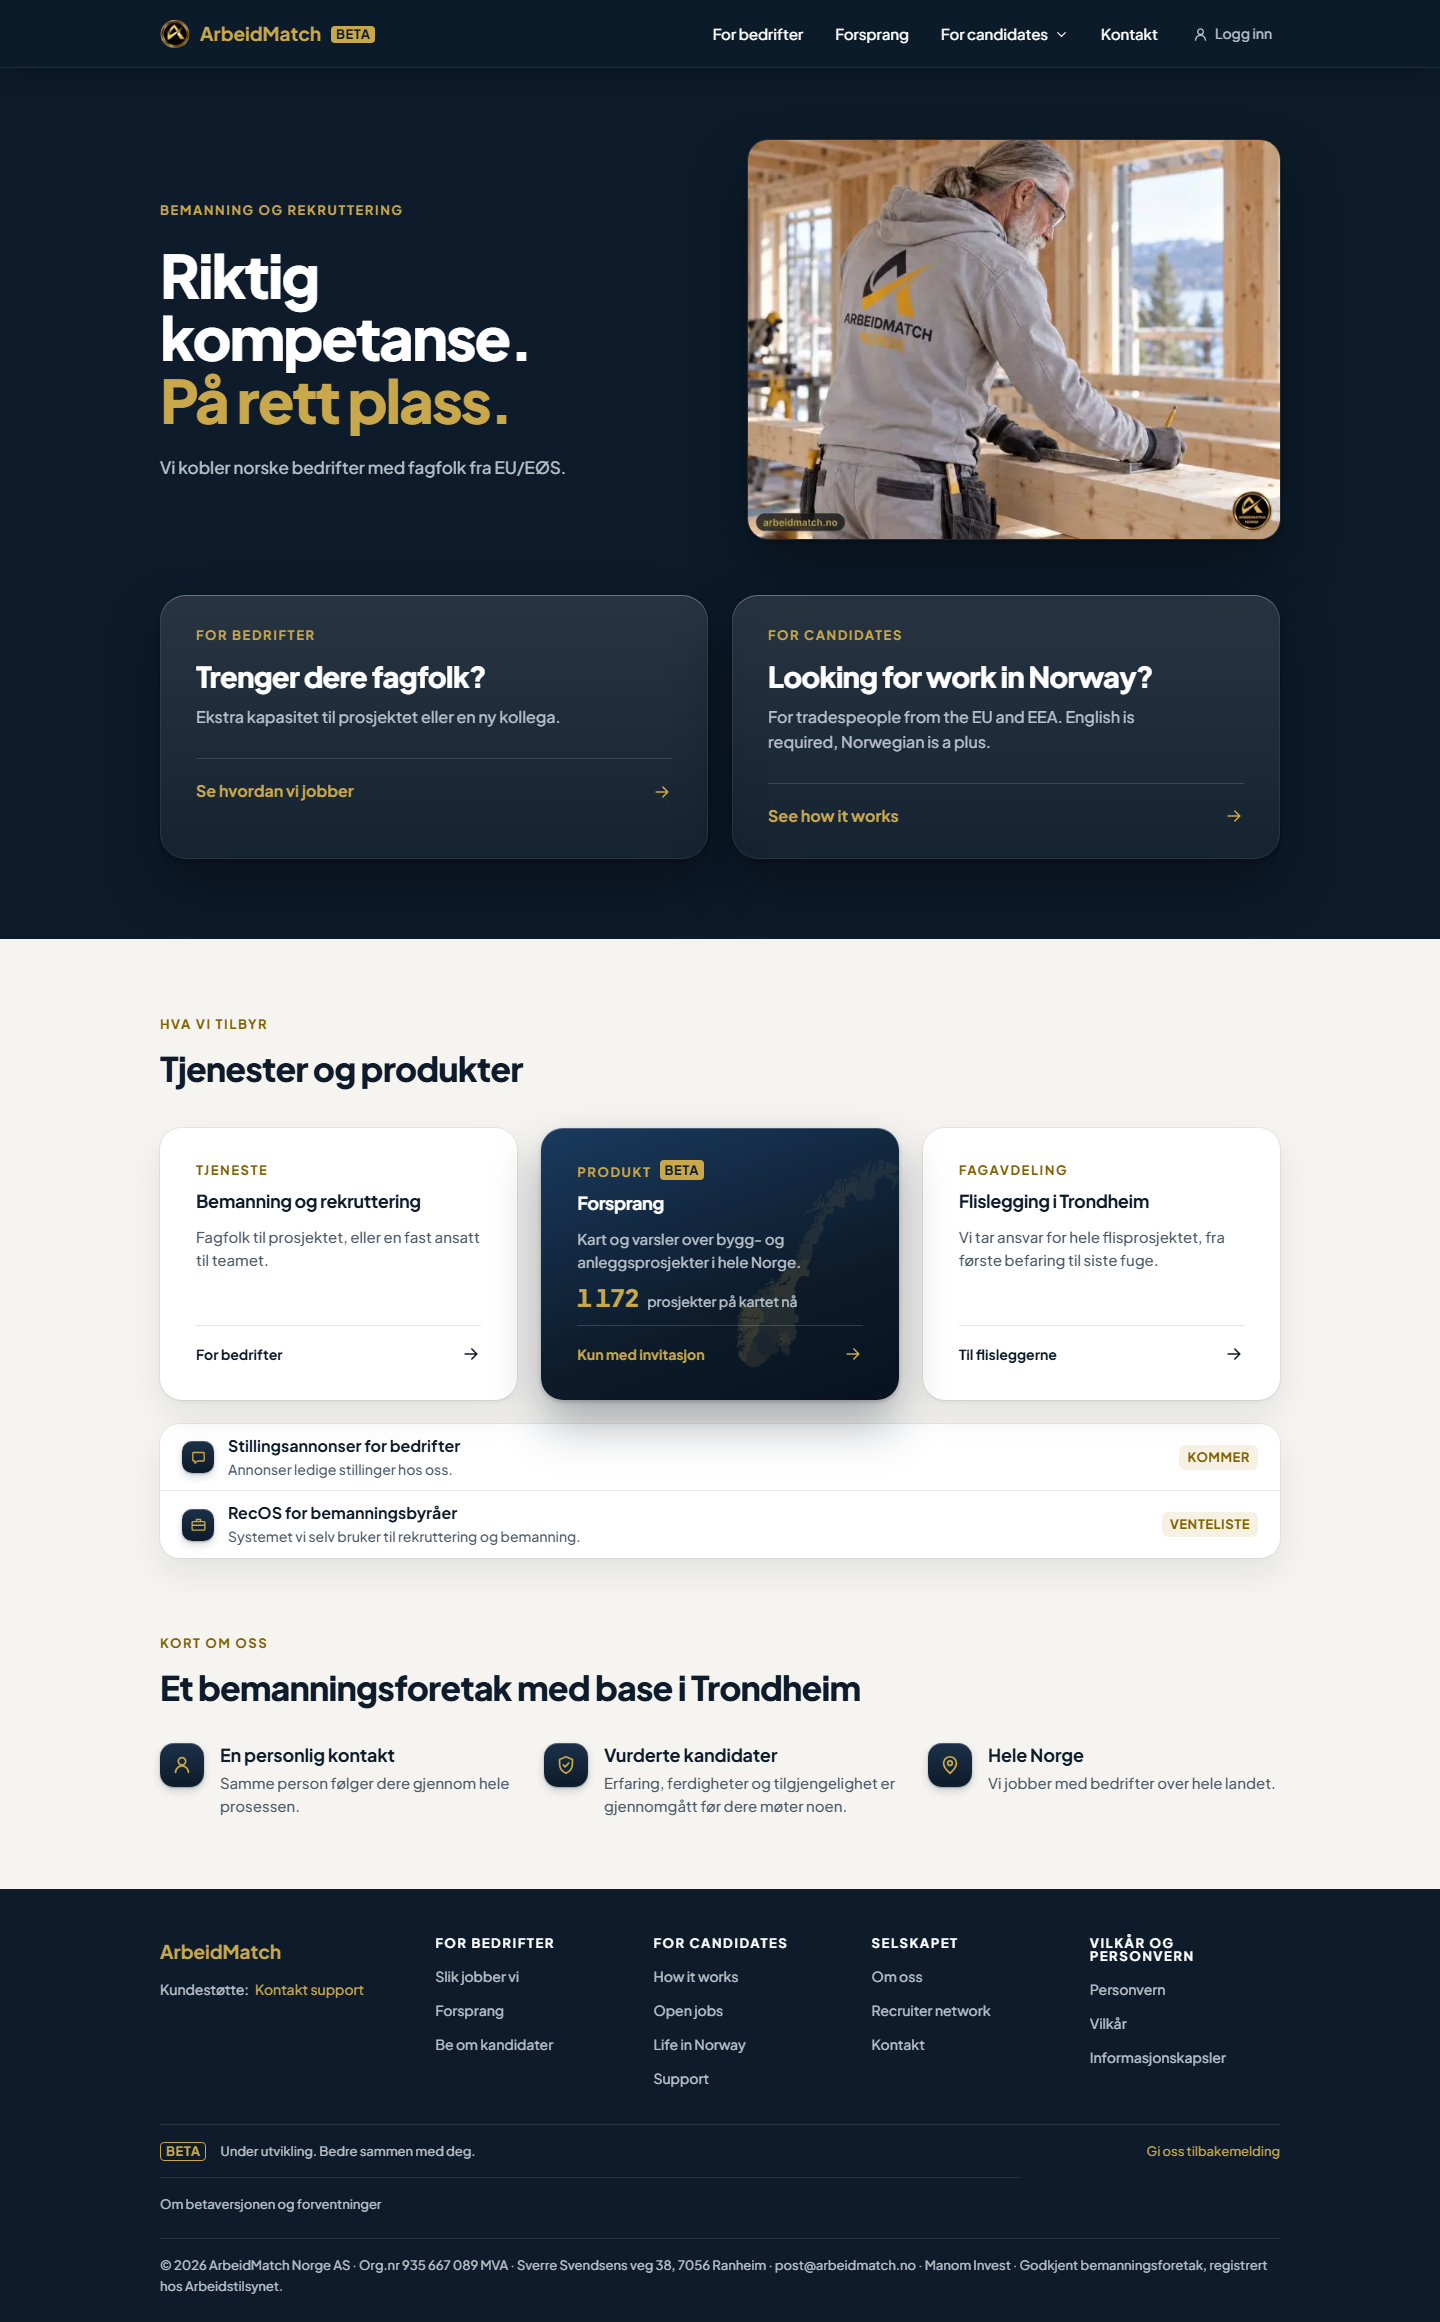 ArbeidMatch BETA
For bedrifter Forsprang For candidates Kontakt Logg inn
BEMANNING OG REKRUTTERING
Riktig
kompetanse.
På rett plass.
Vi kobler norske bedrifter med fagfolk fra EU/EØS.
ARBEIDMATCH
arbeidmatch.no
FOR BEDRIFTER
Trenger dere fagfolk?
Ekstra kapasitet til prosjektet eller en ny kollega.
Se hvordan vi jobber
FOR CANDIDATES
Looking for work in Norway?
For tradespeople from the EU and EEA. English is
required, Norwegian is a plus.
See how it works
HVA VI TILBYR
Tjenester og produkter
TJENESTE
Bemanning og rekruttering
Fagfolk til prosjektet, eller en fast ansatt
til teamet.
For bedrifter
PRODUKT BETA
Forsprang
Kart og varsler over bygg- og
anleggsprosjekter i hele Norge.
1 172 prosjekter på kartet nå
Kun med invitasjon
FAGAVDELING
Flislegging i Trondheim
Vi tar ansvar for hele flisprosjektet, fra
første befaring til siste fuge.
Til flisleggerne
Stillingsannonser for bedrifter
Annonser ledige stillinger hos oss.
KOMMER
RecOS for bemanningsbyråer
Systemet vi selv bruker til rekruttering og bemanning.
VENTELISTE
KORT OM OSS
Et bemanningsforetak med base i Trondheim
En personlig kontakt
Samme person følger dere gjennom hele
prosessen.
Vurderte kandidater
Erfaring, ferdigheter og tilgjengelighet er
gjennomgått før dere møter noen.
Hele Norge
Vi jobber med bedrifter over hele landet.
ArbeidMatch
Kundestøtte: Kontakt support
FOR BEDRIFTER
Slik jobber vi
Forsprang
Be om kandidater
FOR CANDIDATES
How it works
Open jobs
Life in Norway
Support
SELSKAPET
Om oss
Recruiter network
Kontakt
VILKÅR OG
PERSONVERN
Personvern
Vilkår
Informasjonskapsler
BETA Under utvikling. Bedre sammen med deg.
Gi oss tilbakemelding
Om betaversjonen og forventninger
© 2026 ArbeidMatch Norge AS · Org.nr 935 667 089 MVA · Sverre Svendsens veg 38, 7056 Ranheim · post@arbeidmatch.no · Manom Invest · Godkjent bemanningsforetak, registrert
hos Arbeidstilsynet.